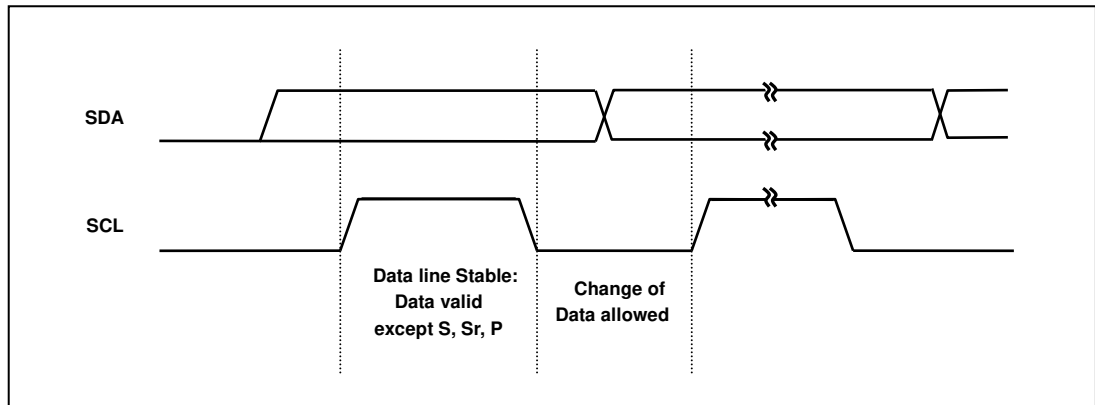 SDA
SCL
Data line Stable:
Data valid
except S, Sr, P
Change of
Data allowed